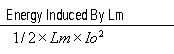 Energy Induced By Lm
1/2×Lm×Io²